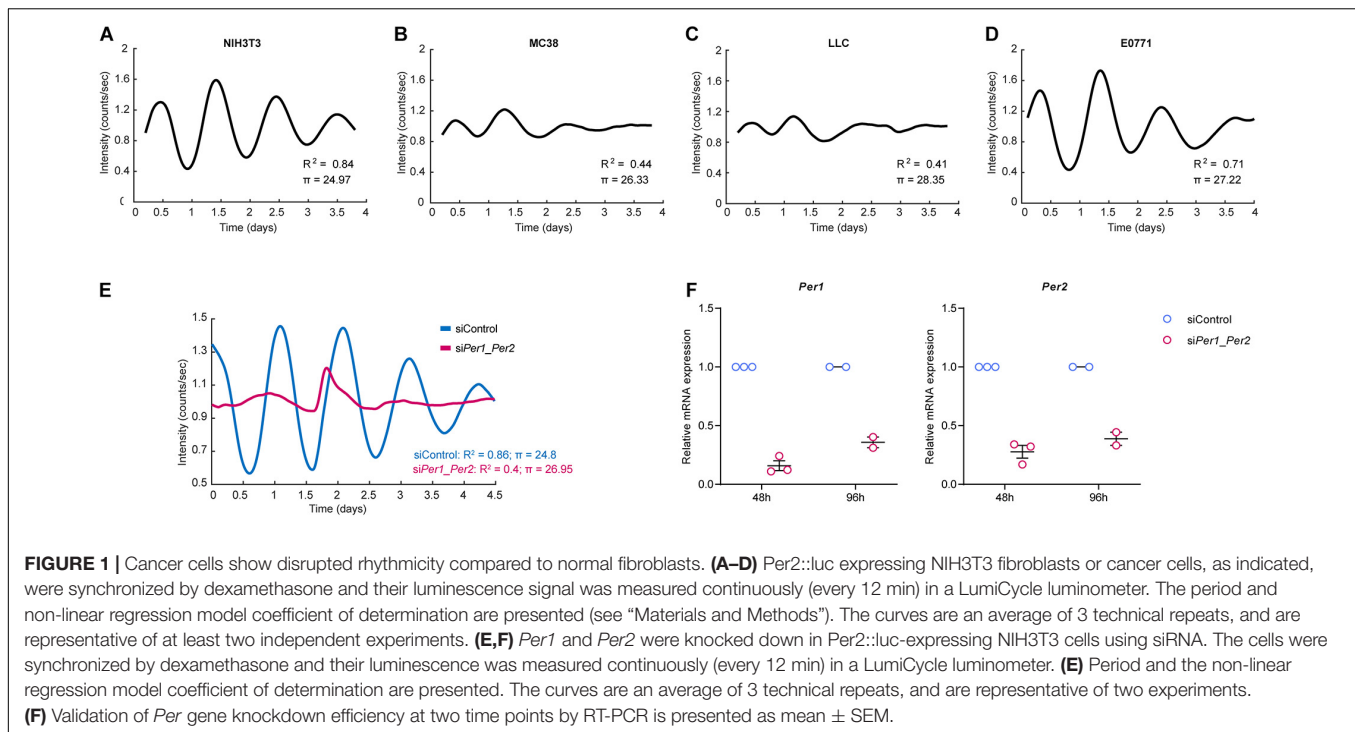 A
NIH3T3
2
1.6
1.2
0.8
0.4
0
Intensity (counts/sec)
0 0.5 1 1.5 2 2.5 3 3.5 4
Time (days)
R² = 0.84
π = 24.97
B
MC38
2
1.6
1.2
0.8
0.4
0
Intensity (counts/sec)
0 0.5 1 1.5 2 2.5 3 3.5 4
Time (days)
R² = 0.44
π = 26.33
C
LLC
2
1.6
1.2
0.8
0.4
0
Intensity (counts/sec)
0 0.5 1 1.5 2 2.5 3 3.5 4
Time (days)
R² = 0.41
π = 28.35
D
E0771
2
1.6
1.2
0.8
0.4
0
Intensity (counts/sec)
0 0.5 1 1.5 2 2.5 3 3.5 4
Time (days)
R² = 0.71
π = 27.22
E
1.5
1.3
1.1
0.9
0.7
0.5
Intensity (counts/sec)
0 0.5 1 1.5 2 2.5 3 3.5 4 4.5
Time (days)
siControl
siPer1_Per2
siControl: R² = 0.86; π = 24.8
siPer1_Per2: R² = 0.4; π = 26.95
F
Per1
1.5
1.0
0.5
0.0
Relative mRNA expression
48h 96h
Per2
1.5
1.0
0.5
0.0
Relative mRNA expression
48h 96h
siControl
siPer1_Per2
FIGURE 1 | Cancer cells show disrupted rhythmicity compared to normal fibroblasts. (A–D) Per2::luc expressing NIH3T3 fibroblasts or cancer cells, as indicated,
were synchronized by dexamethasone and their luminescence signal was measured continuously (every 12 min) in a LumiCycle luminometer. The period and
non-linear regression model coefficient of determination are presented (see “Materials and Methods”). The curves are an average of 3 technical repeats, and are
representative of at least two independent experiments. (E,F) Per1 and Per2 were knocked down in Per2::luc-expressing NIH3T3 cells using siRNA. The cells were
synchronized by dexamethasone and their luminescence was measured continuously (every 12 min) in a LumiCycle luminometer. (E) Period and the non-linear
regression model coefficient of determination are presented. The curves are an average of 3 technical repeats, and are representative of two experiments.
(F) Validation of Per gene knockdown efficiency at two time points by RT-PCR is presented as mean ± SEM.